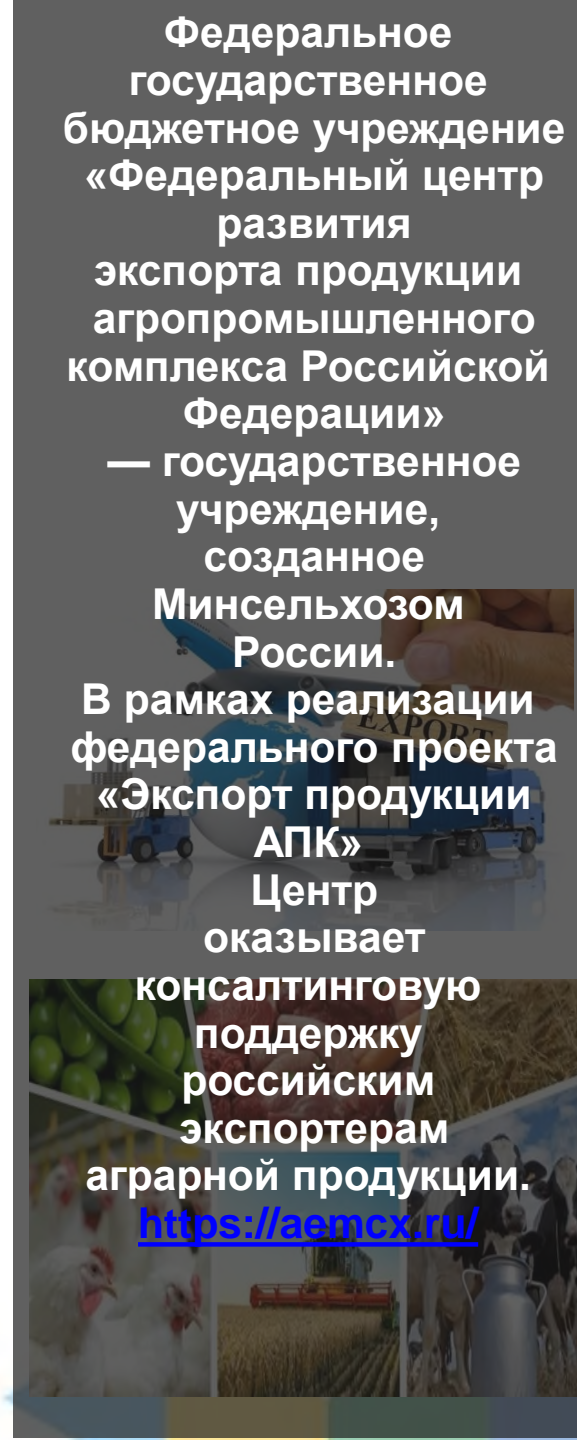 Федеральное
государственное
бюджетное учреждение
«Федеральный центр
развития
экспорта продукции
агропромышленного
комплекса Российской
Федерации»
— государственное
учреждение,
созданное
Минсельхозом
России.
В рамках реализации
федерального проекта
EXPORT
«Экспорт продукции
АПК»
Центр
оказывает
консалтинговую
поддержку
российским
экспортерам
аграрной продукции.
https://aemcx.ru/